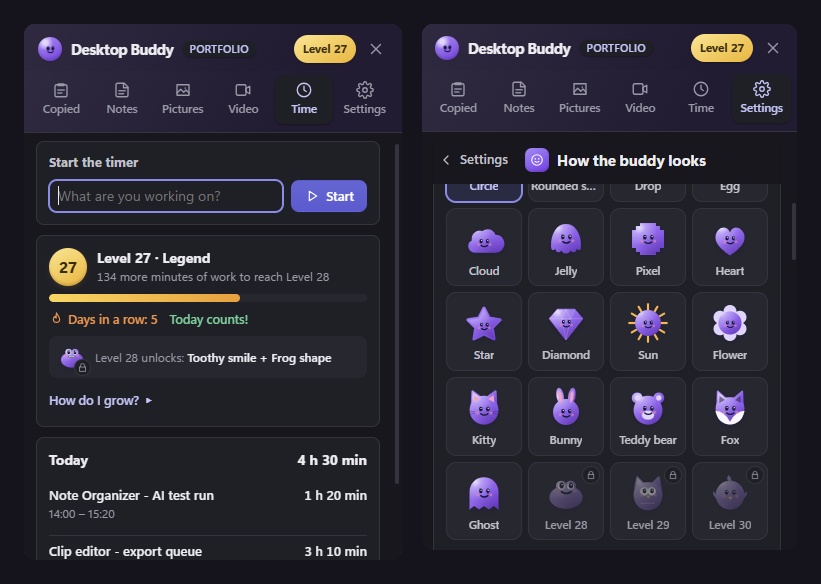 Desktop Buddy PORTFOLIO Level 27
Copied Notes Pictures Video Time Settings
Start the timer
What are you working on? Start
27
Level 27 · Legend
134 more minutes of work to reach Level 28
Days in a row: 5 Today counts!
Level 28 unlocks: Toothy smile + Frog shape
How do I grow?
Today 4 h 30 min
Note Organizer - AI test run 1 h 20 min
14:00 – 15:20
Clip editor - export queue 3 h 10 min
Desktop Buddy PORTFOLIO Level 27
Copied Notes Pictures Video Time Settings
Settings How the buddy looks
Circle Rounded s... Drop Egg
Cloud Jelly Pixel Heart
Star Diamond Sun Flower
Kitty Bunny Teddy bear Fox
Ghost Level 28 Level 29 Level 30